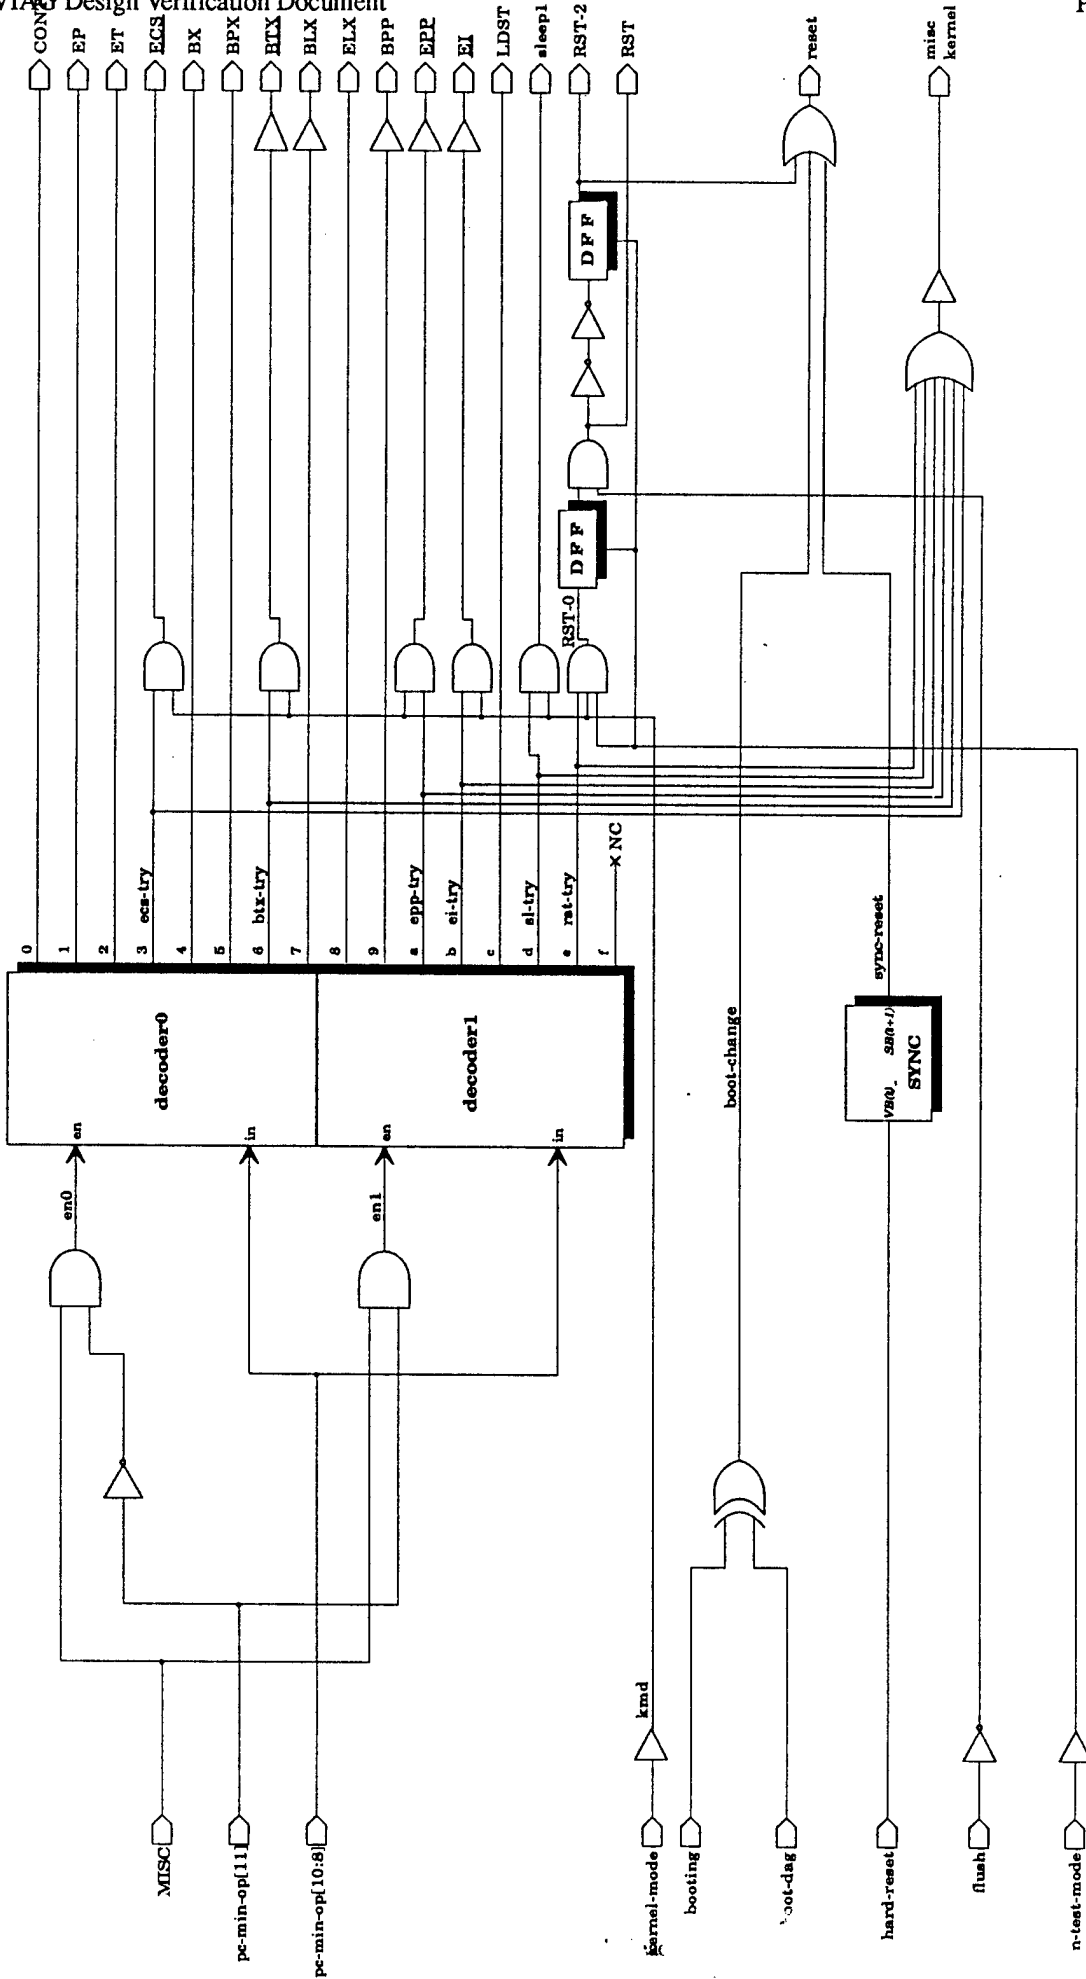 VIAG Design Verification Document
EP
ET
ECS
BX
BPX
BTX
BLX
ELX
BPP
EPP
EI
LDST
sleep1
RST-2
RST
reset
misc
kernel
DFF
DFF
RST-0
0
1
2
3
4
5
6
7
8
9
a
b
c
d
e
f
ecs-try
btx-try
epp-try
ei-try
sl-try
rst-try
NC
decoder0
decoder1
en
in
en
in
en0
en1
boot-change
sync-reset
SB(i+1)
SYNC
kmd
MISC
pc-min-op[11]
pc-min-op[10:8]
kernel-mode
booting
hard-reset
flush
n-test-mode